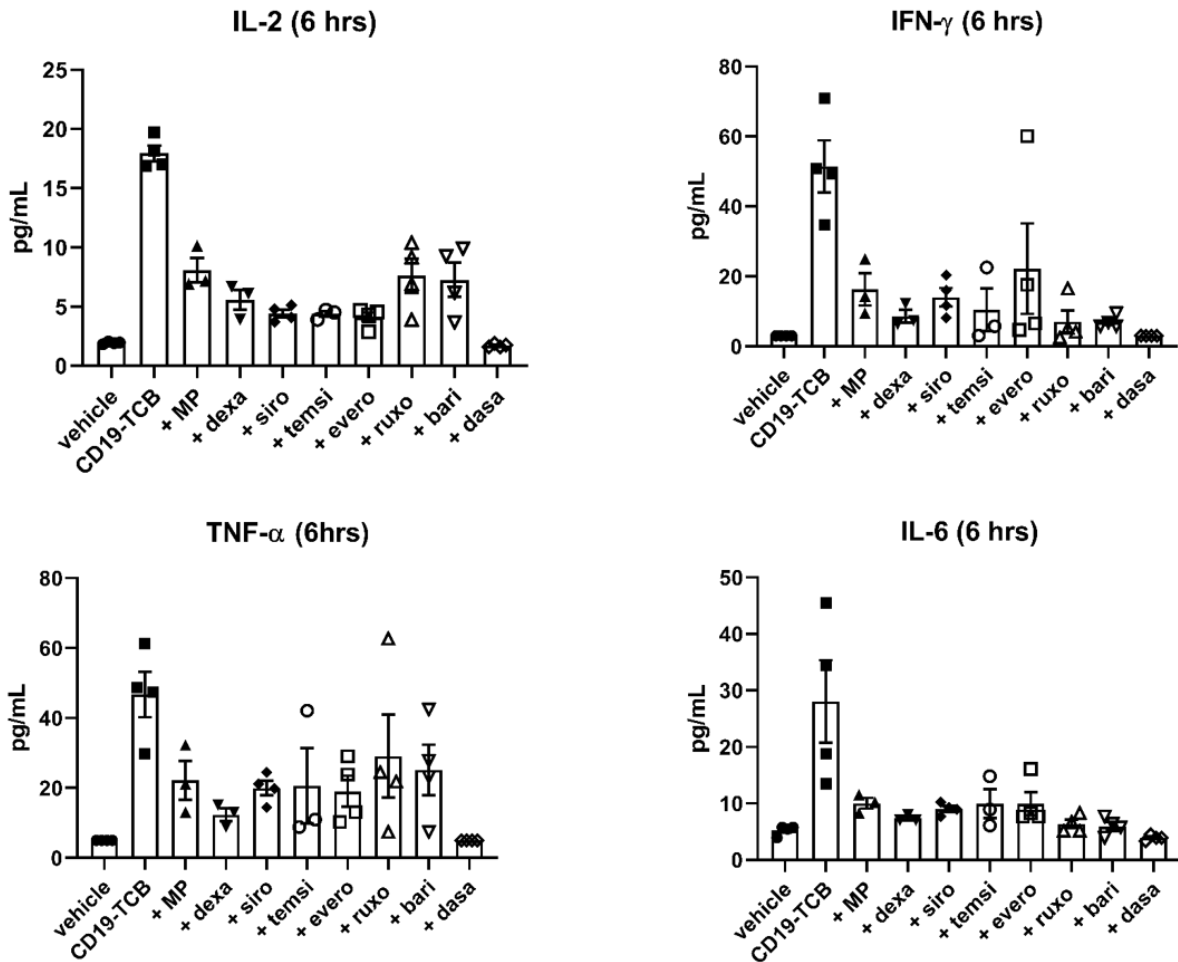 IL-2 (6 hrs)
pg/mL
25
20
15
10
5
0
vehicle
CD19-TCB
+ MP
+ dexa
+ siro
+ temsi
+ evero
+ ruxo
+ bari
+ dasa
IFN-γ (6 hrs)
pg/mL
80
60
40
20
0
vehicle
CD19-TCB
+ MP
+ dexa
+ siro
+ temsi
+ evero
+ ruxo
+ bari
+ dasa
TNF-α (6hrs)
pg/mL
80
60
40
20
0
vehicle
CD19-TCB
+ MP
+ dexa
+ siro
+ temsi
+ evero
+ ruxo
+ bari
+ dasa
IL-6 (6 hrs)
pg/mL
50
40
30
20
10
0
vehicle
CD19-TCB
+ MP
+ dexa
+ siro
+ temsi
+ evero
+ ruxo
+ bari
+ dasa